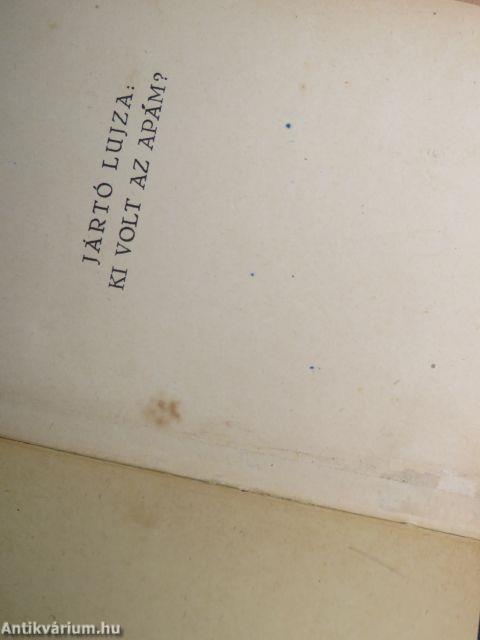 JÁRTÓ LUJZA:
KI VOLT AZ APÁM?
Antikvárium.hu